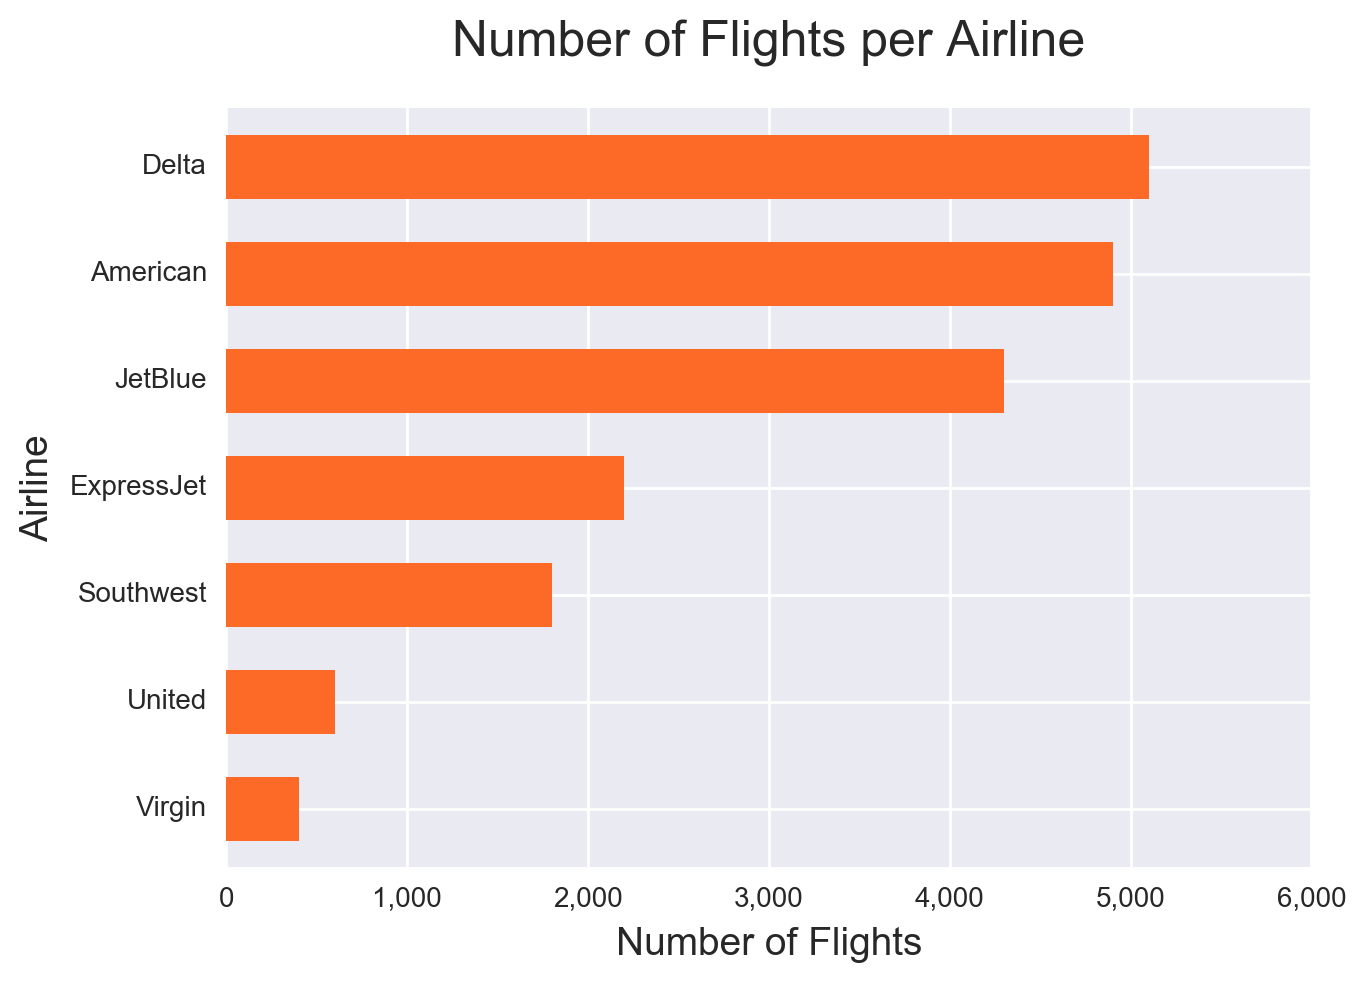 Number of Flights per Airline
Delta
American
JetBlue
ExpressJet
Southwest
United
Virgin
Airline
0 1,000 2,000 3,000 4,000 5,000 6,000
Number of Flights